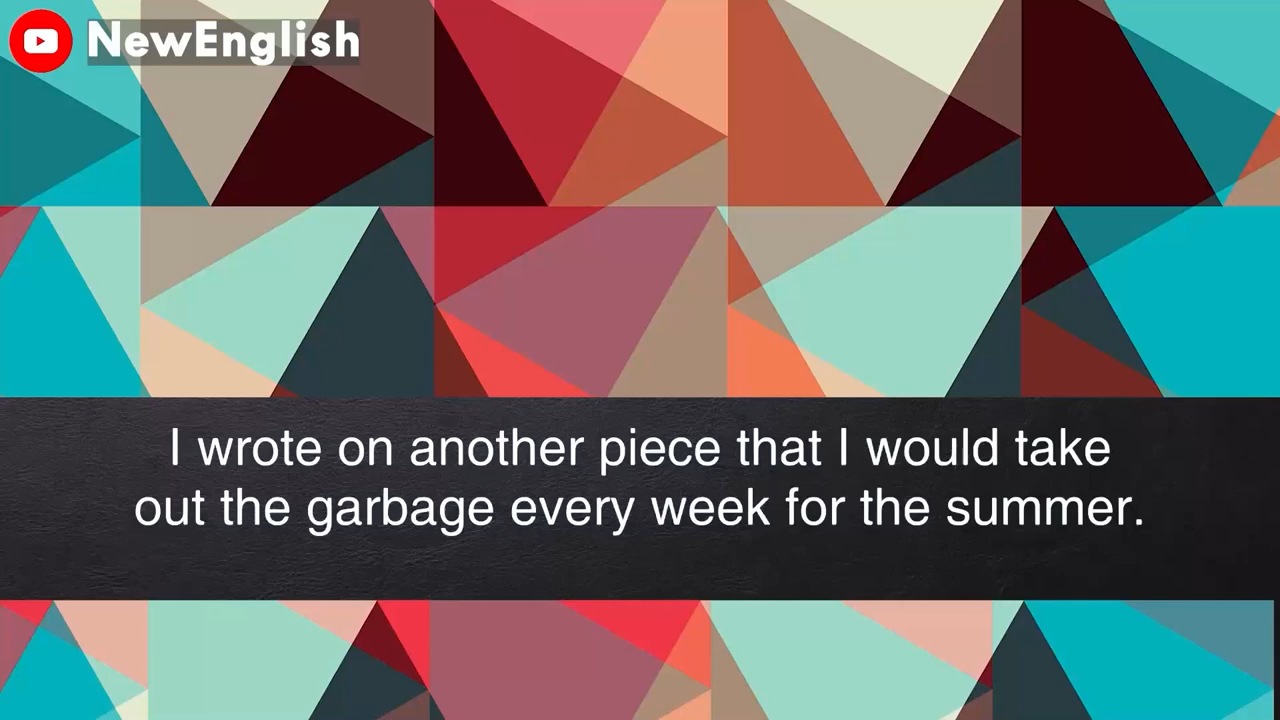 NewEnglish
I wrote on another piece that I would take
out the garbage every week for the summer.